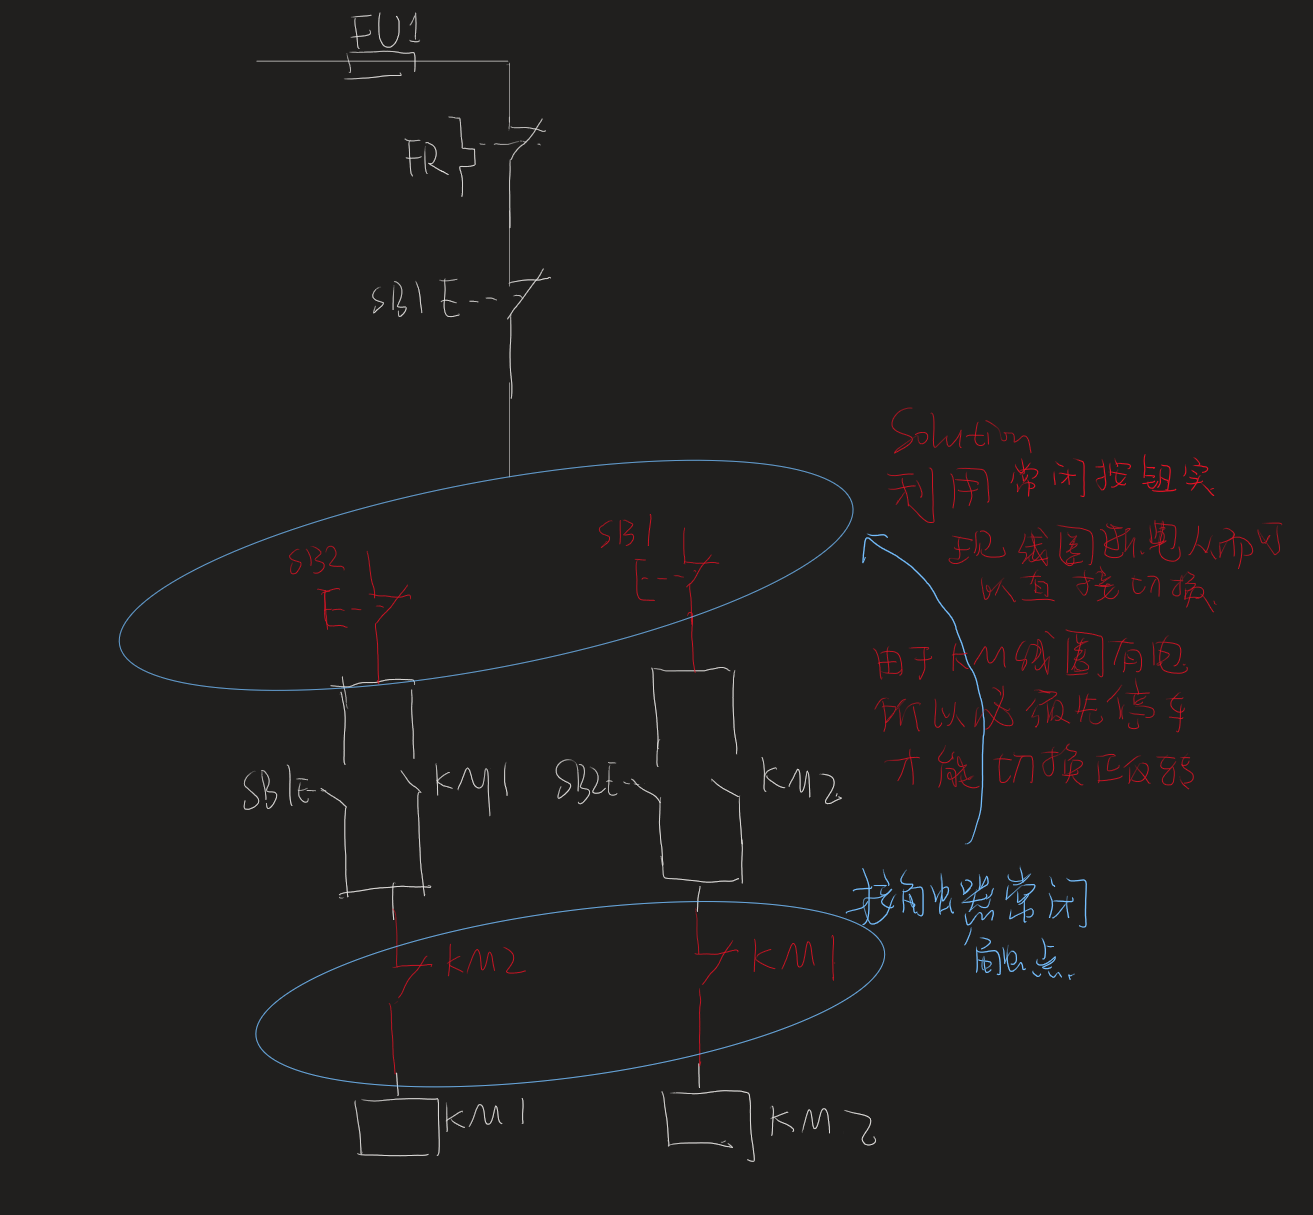 FU1
FR
SB1 E
Solution
利用常闭按钮实
现线圈断电从而可
以直接切换
SB2
E
SB1
E
由于KM线圈有电
所以必须先停车
才能切换正反转
SB1E
KM1
SB2E
KM2
接触器常闭
触点
KM2
KM1
KM1
KM2